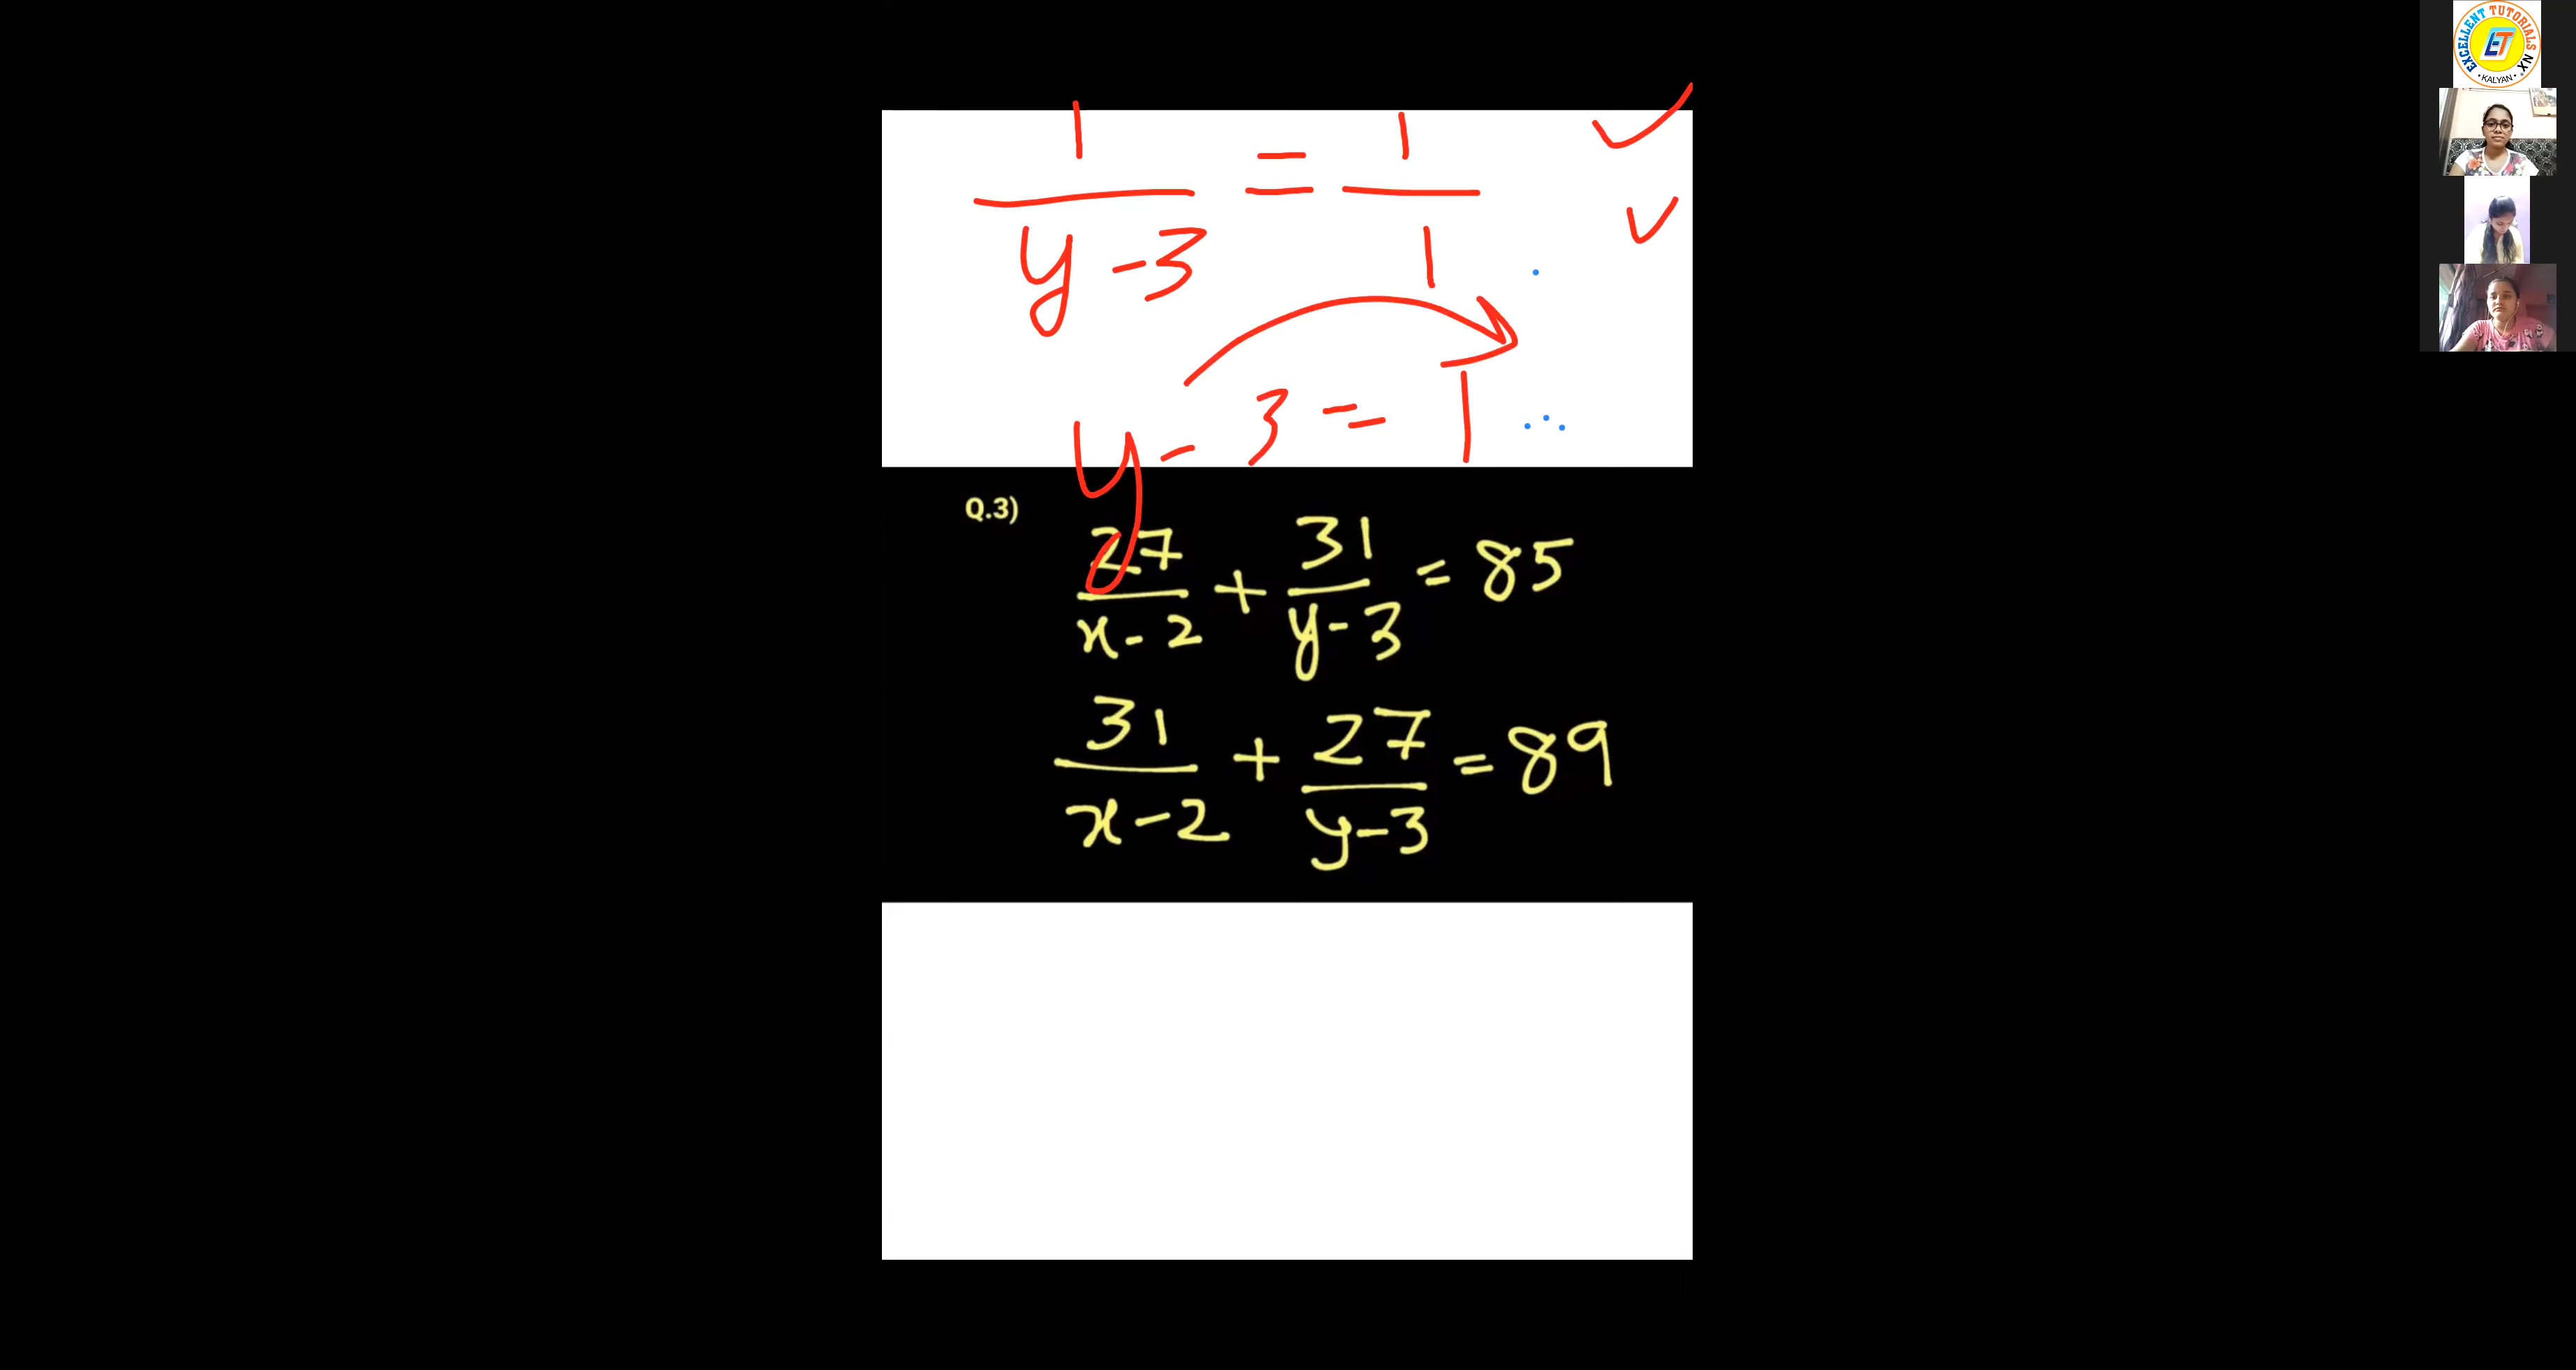 1/(y-3) = 1/1
y - 3 = 1
Q.3)
27/(x-2) + 31/(y-3) = 85
31/(x-2) + 27/(y-3) = 89
EXCELLENT TUTORIALS NX.
ET
• KALYAN •